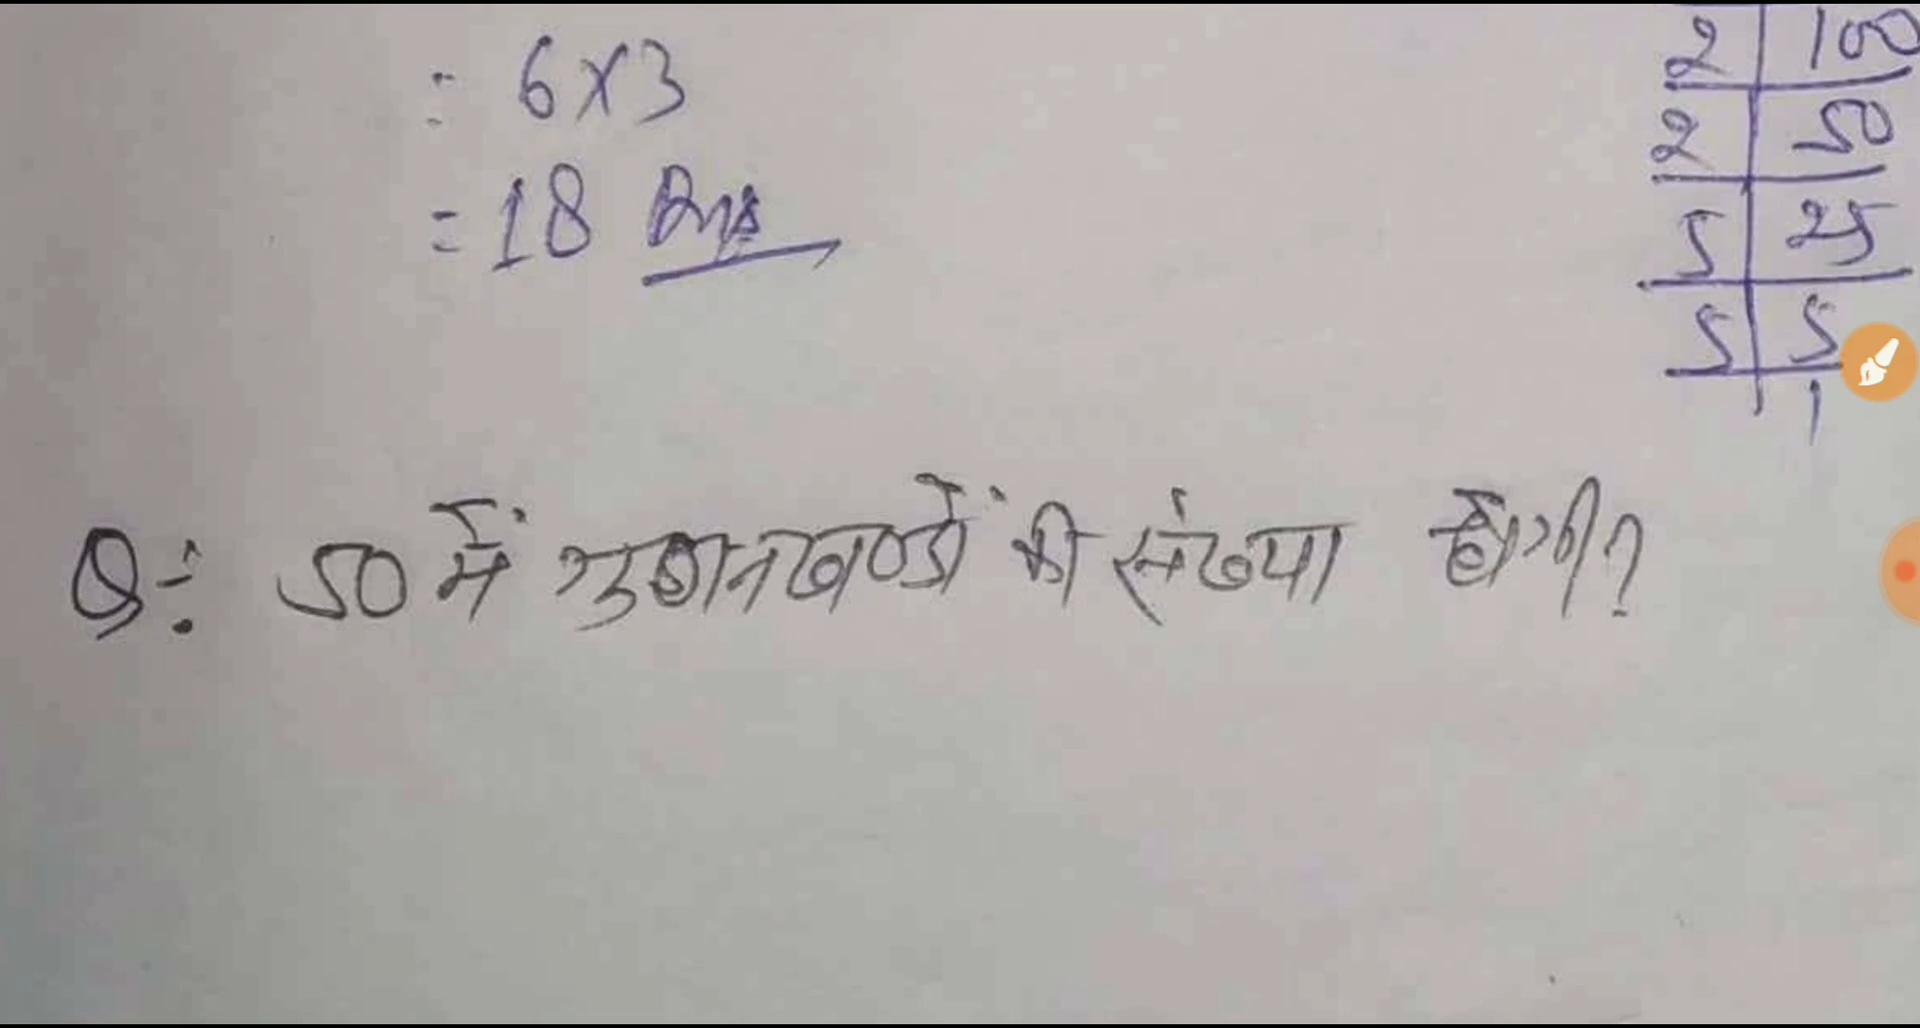 = 6×3
= 18 Ans
2 | 100
2 | 50
5 | 25
5 | 5
1
Q÷ 50 में गुणनखण्डों की संख्या होगी?